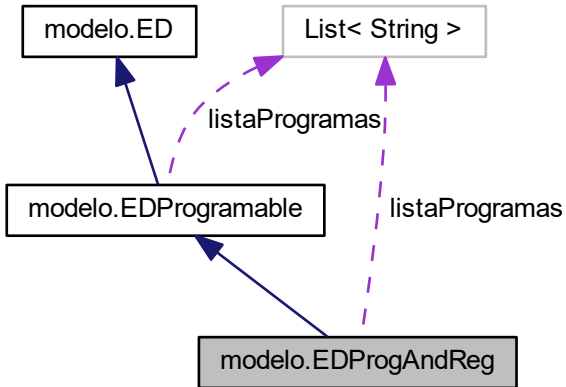 modelo.ED
List< String >
listaProgramas
modelo.EDProgramable
listaProgramas
modelo.EDProgAndReg